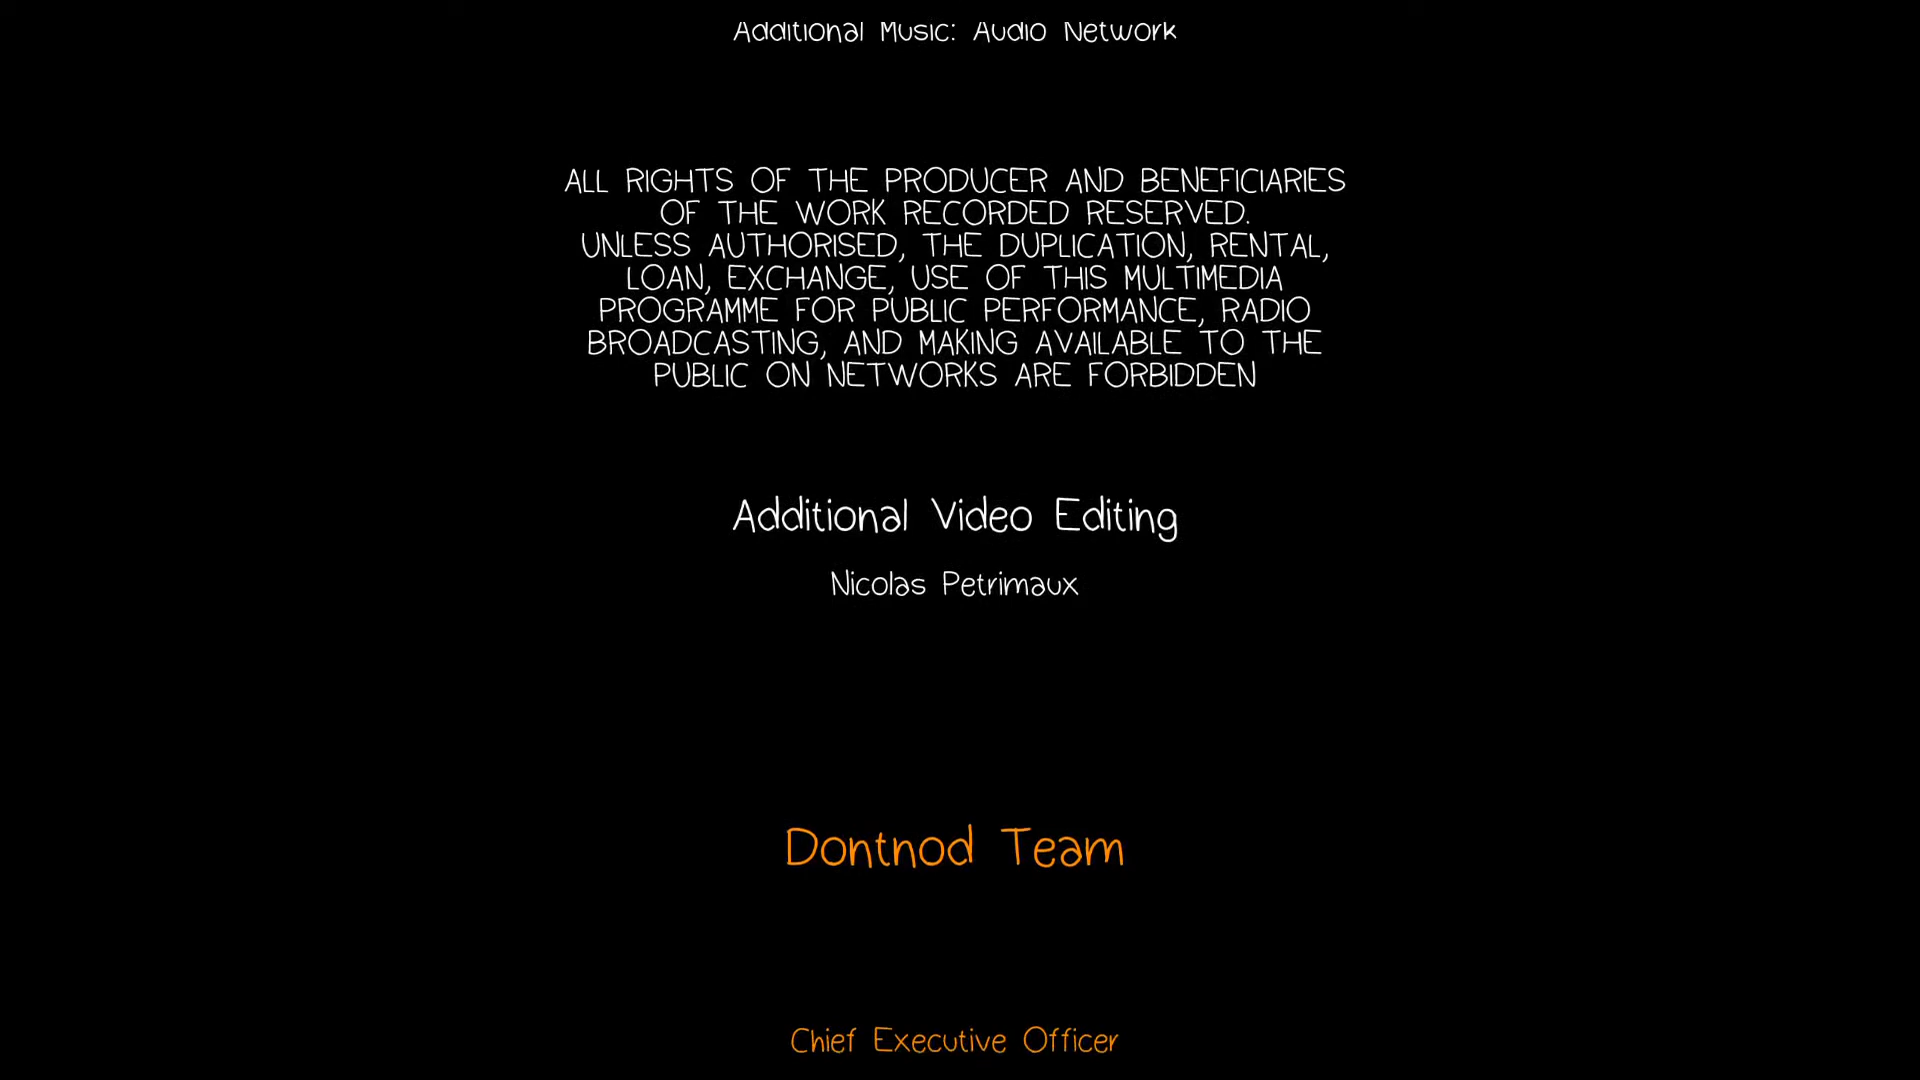 Additional Music: Audio Network
ALL RIGHTS OF THE PRODUCER AND BENEFICIARIES
OF THE WORK RECORDED RESERVED.
UNLESS AUTHORISED, THE DUPLICATION, RENTAL,
LOAN, EXCHANGE, USE OF THIS MULTIMEDIA
PROGRAMME FOR PUBLIC PERFORMANCE, RADIO
BROADCASTING, AND MAKING AVAILABLE TO THE
PUBLIC ON NETWORKS ARE FORBIDDEN
Additional Video Editing
Nicolas Petrimaux
Dontnod Team
Chief Executive Officer